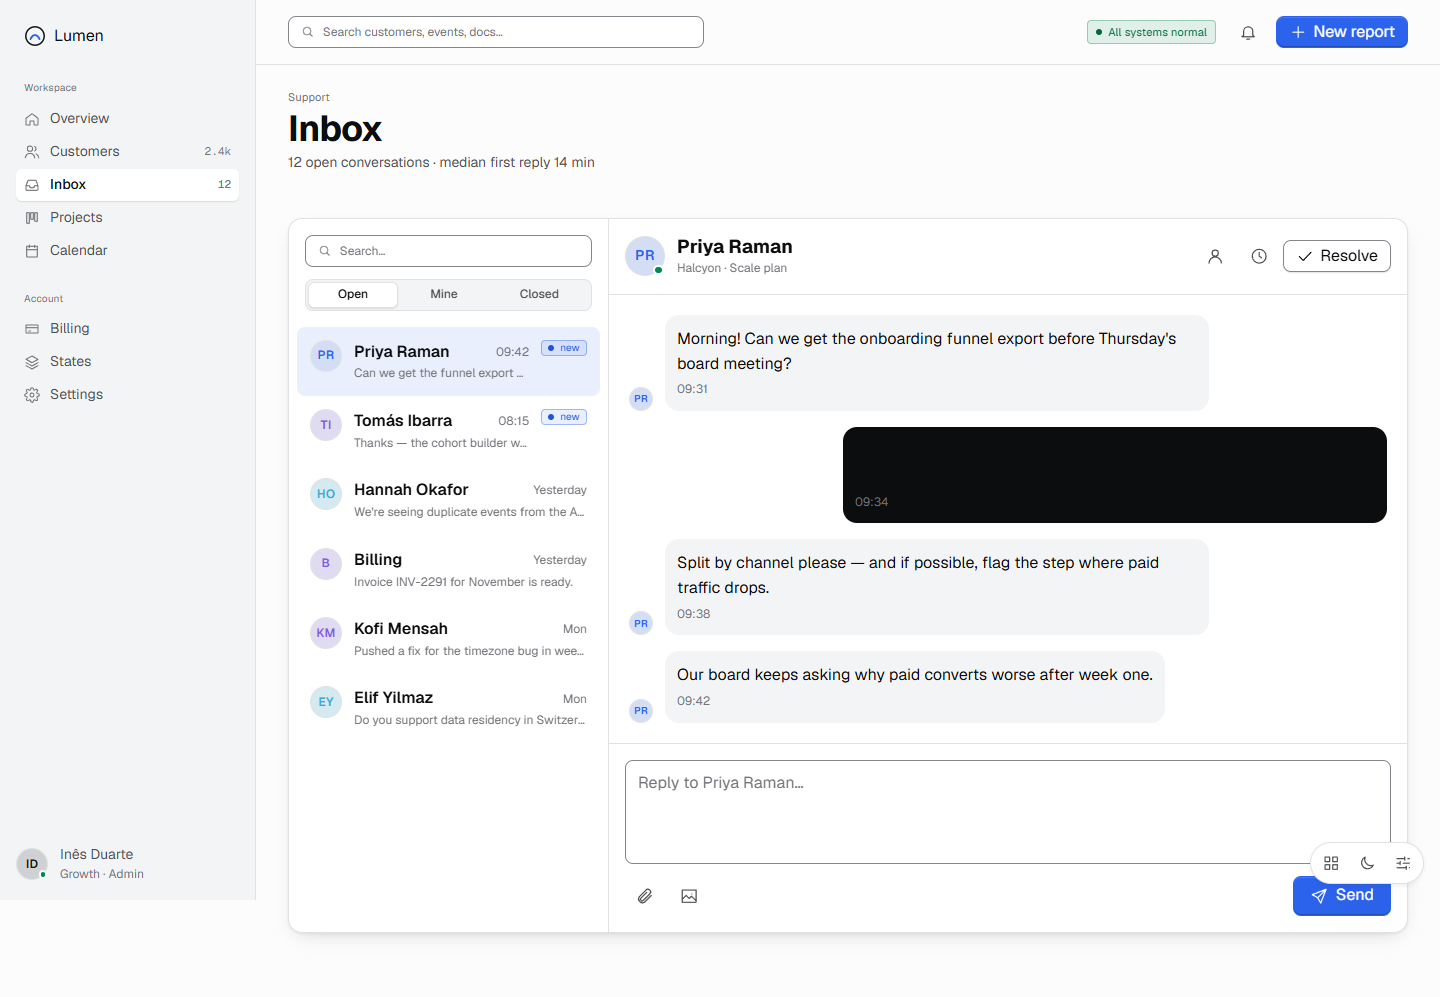 Lumen
Workspace
Overview
Customers 2.4k
Inbox 12
Projects
Calendar
Account
Billing
States
Settings
ID
Inês Duarte
Growth · Admin
Search customers, events, docs...
All systems normal
New report
Support
Inbox
12 open conversations · median first reply 14 min
Search...
Open Mine Closed
PR Priya Raman 09:42 new
Can we get the funnel export ...
TI Tomás Ibarra 08:15 new
Thanks — the cohort builder w...
HO Hannah Okafor Yesterday
We're seeing duplicate events from the A...
B Billing Yesterday
Invoice INV-2291 for November is ready.
KM Kofi Mensah Mon
Pushed a fix for the timezone bug in wee...
EY Elif Yilmaz Mon
Do you support data residency in Switzer...
PR Priya Raman
Halcyon · Scale plan
Resolve
Morning! Can we get the onboarding funnel export before Thursday's
board meeting?
09:31
PR
09:34
Split by channel please — and if possible, flag the step where paid
traffic drops.
09:38
PR
Our board keeps asking why paid converts worse after week one.
09:42
PR
Reply to Priya Raman...
Send